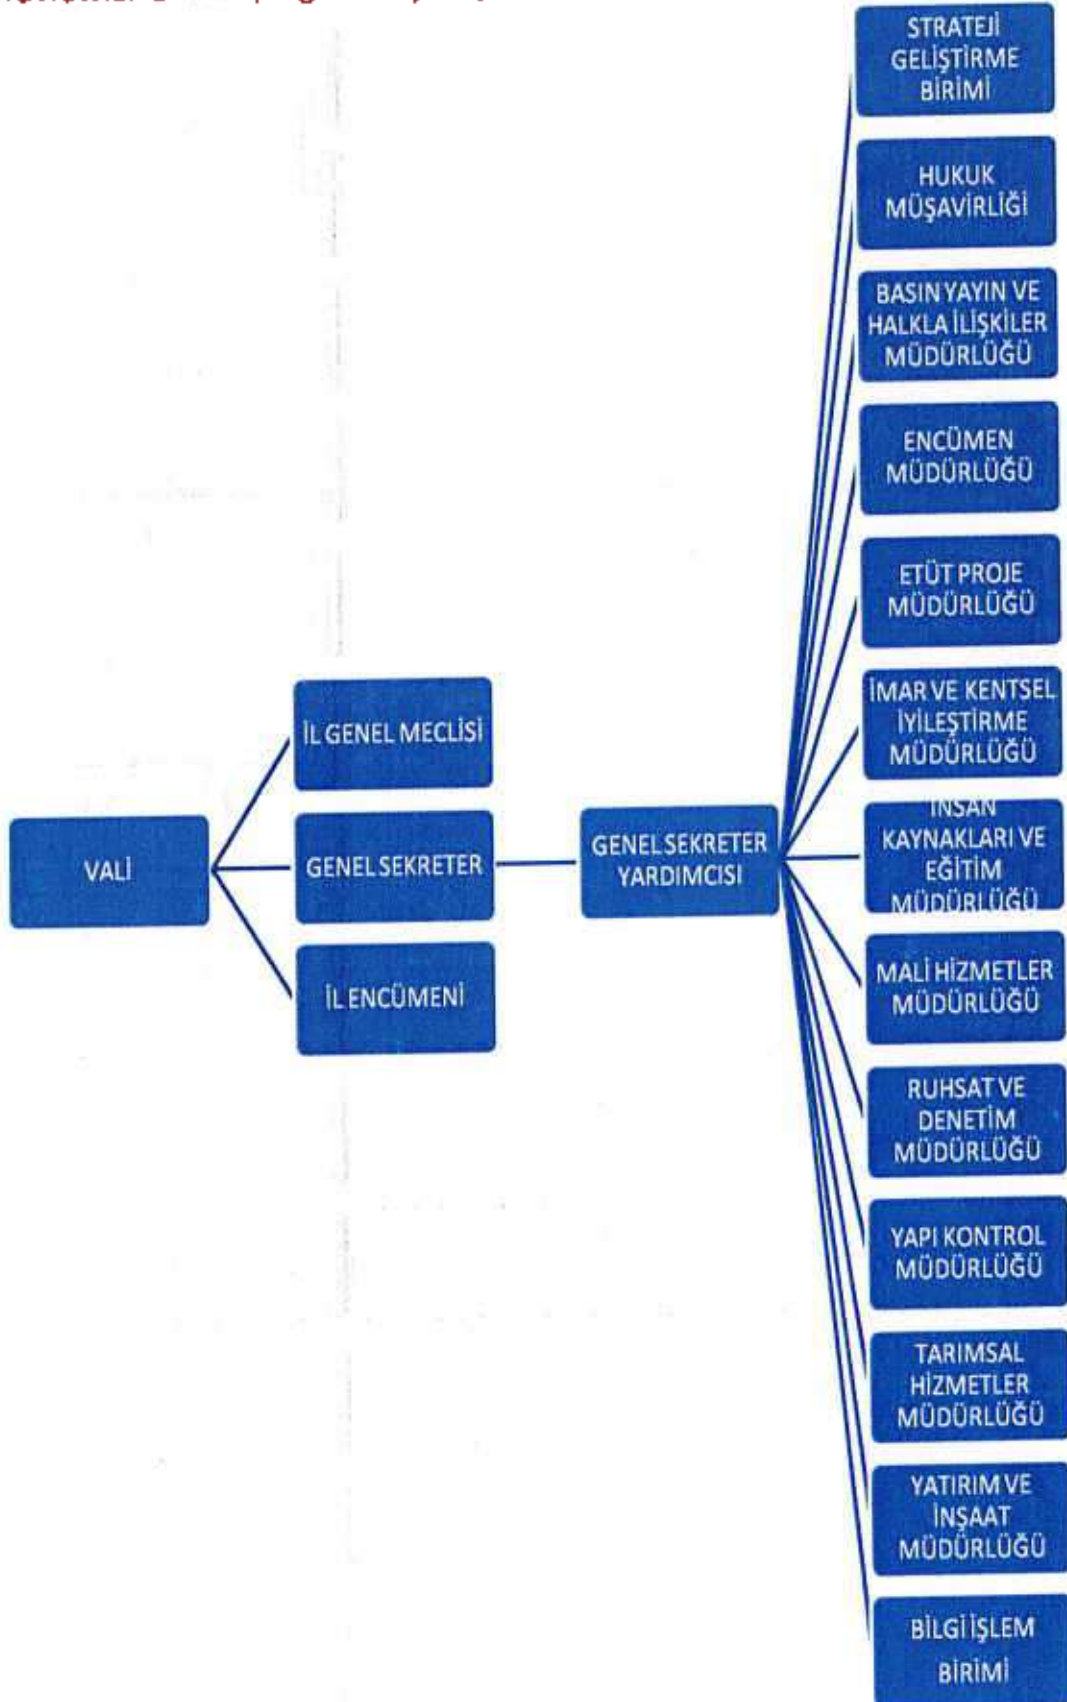 STRATEJİ
GELİŞTİRME
BİRİMİ
HUKUK
MÜŞAVİRLİĞİ
BASIN YAYIN VE
HALKLA İLİŞKİLER
MÜDÜRLÜĞÜ
ENCÜMEN
MÜDÜRLÜĞÜ
ETÜT PROJE
MÜDÜRLÜĞÜ
İMAR VE KENTSEL
İYİLEŞTİRME
MÜDÜRLÜĞÜ
İL GENEL MECLİSİ
VALİ
GENEL SEKRETER
GENEL SEKRETER
YARDIMCISI
İNSAN
KAYNAKLARI VE
EĞİTİM
MÜDÜRLÜĞÜ
İL ENCÜMENİ
MALİ HİZMETLER
MÜDÜRLÜĞÜ
RUHSAT VE
DENETİM
MÜDÜRLÜĞÜ
YAPI KONTROL
MÜDÜRLÜĞÜ
TARIMSAL
HİZMETLER
MÜDÜRLÜĞÜ
YATIRIM VE
İNŞAAT
MÜDÜRLÜĞÜ
BİLGİ İŞLEM
BİRİMİ